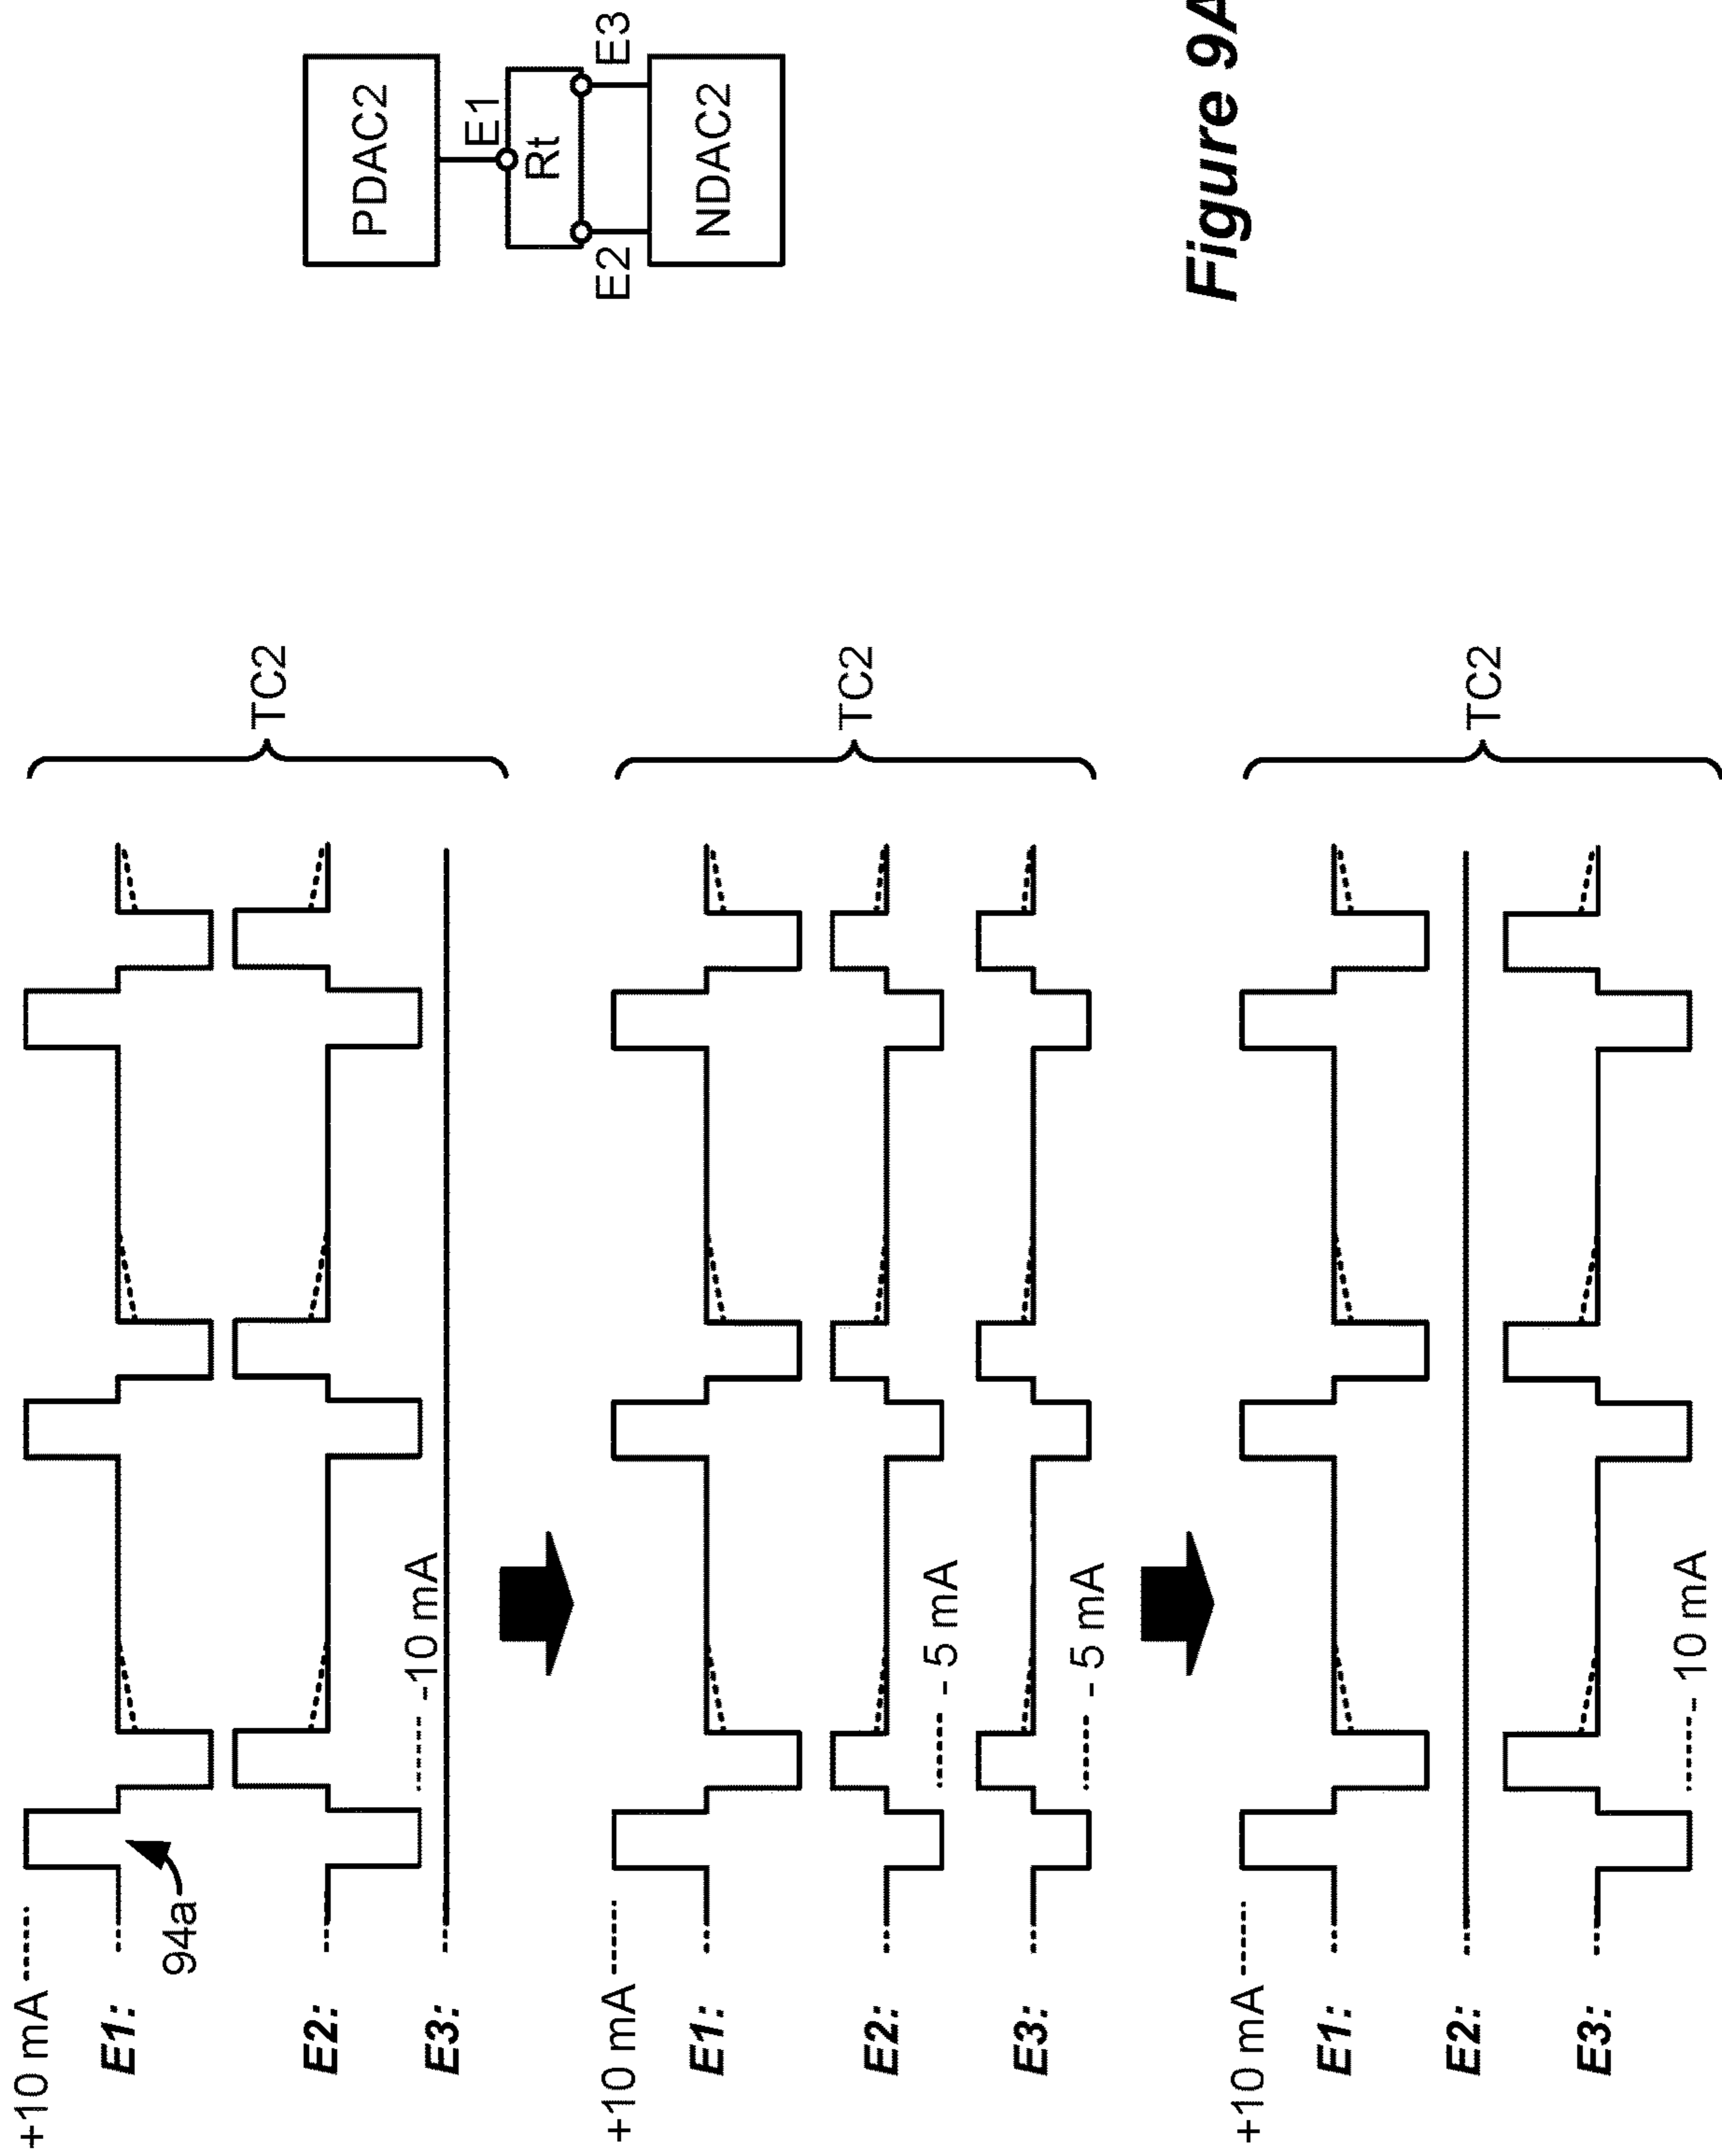 +10 mA
E1:
94a
E2:
-10 mA
E3:
TC2
+10 mA
E1:
E2:
- 5 mA
E3:
- 5 mA
TC2
+10 mA
E1:
E2:
E3:
- 10 mA
TC2
PDAC2
E1
Rt
E2 E3
NDAC2
Figure 9A